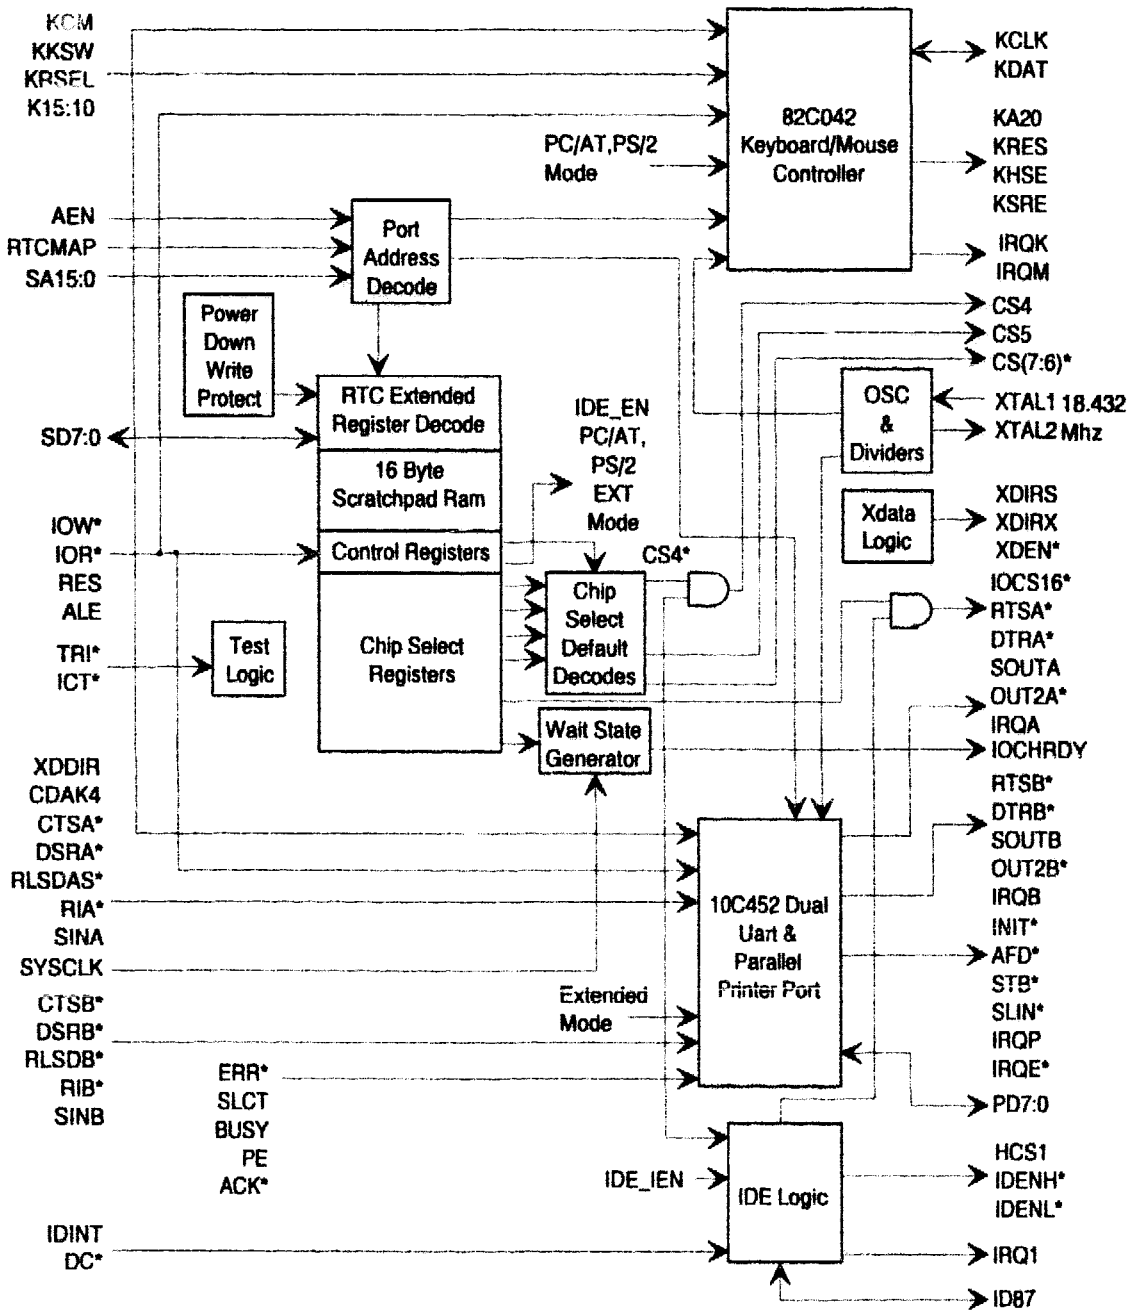 KCM
KKSW
KRSEL
K15:10
AEN
RTCMAP
SA15:0
SD7:0
IOW*
IOR*
RES
ALE
TRI*
ICT*
XDDIR
CDAK4
CTSA*
DSRA*
RLSDAS*
RIA*
SINA
SYSCLK
CTSB*
DSRB*
RLSDB*
RIB*
SINB
ERR*
SLCT
BUSY
PE
ACK*
IDINT
DC*
Port
Address
Decode
Power
Down
Write
Protect
RTC Extended
Register Decode
16 Byte
Scratchpad Ram
Control Registers
Chip Select
Registers
Test
Logic
PC/AT,PS/2
Mode
IDE_EN
PC/AT,
PS/2
EXT
Mode
CS4*
Chip
Select
Default
Decodes
Wait State
Generator
Extended
Mode
IDE_IEN
82C042
Keyboard/Mouse
Controller
OSC
&
Dividers
Xdata
Logic
10C452 Dual
Uart &
Parallel
Printer Port
IDE Logic
KCLK
KDAT
KA20
KRES
KHSE
KSRE
IRQK
IRQM
CS4
CS5
CS(7:6)*
XTAL1 18.432
XTAL2 Mhz
XDIRS
XDIRX
XDEN*
IOCS16*
RTSA*
DTRA*
SOUTA
OUT2A*
IRQA
IOCHRDY
RTSB*
DTRB*
SOUTB
OUT2B*
IRQB
INIT*
AFD*
STB*
SLIN*
IRQP
IRQE*
PD7:0
HCS1
IDENH*
IDENL*
IRQ1
ID87